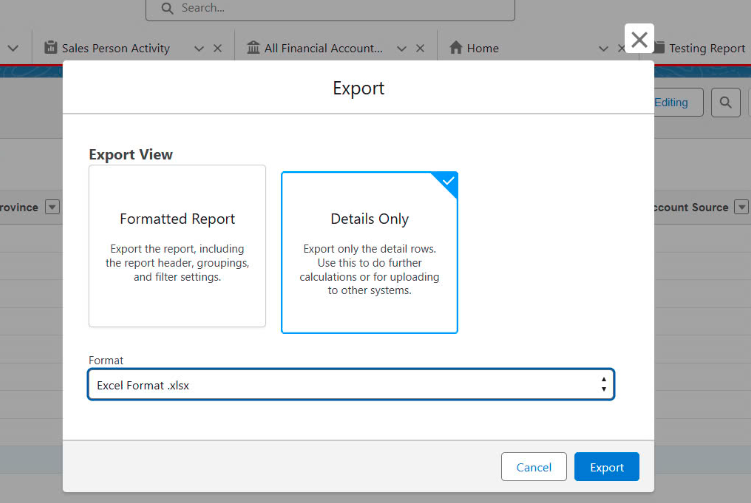 Search...
Sales Person Activity
All Financial Account...
Home
Testing Report
Export
Editing
Export View
rovince
ccount Source
Formatted Report
Export the report, including
the report header, groupings,
and filter settings.
Details Only
Export only the detail rows.
Use this to do further
calculations or for uploading
to other systems.
Format
Excel Format .xlsx
Cancel
Export